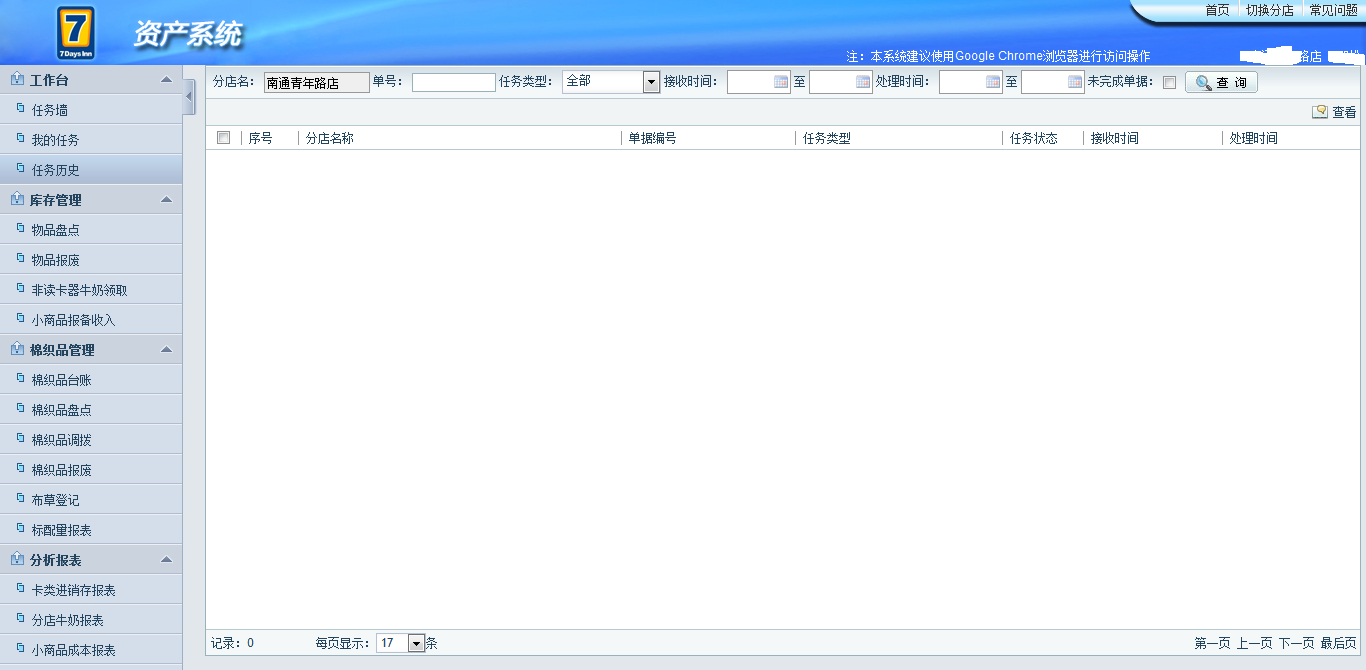 首页 切换分店 常见问题
7
7Days Inn
资产系统
注：本系统建议使用Google Chrome浏览器进行访问操作
路店
工作台
任务墙
我的任务
任务历史
库存管理
物品盘点
物品报废
非读卡器牛奶领取
小商品报备收入
棉织品管理
棉织品台账
棉织品盘点
棉织品调拨
棉织品报废
布草登记
标配量报表
分析报表
卡类进销存报表
分店牛奶报表
小商品成本报表
分店名： 南通青年路店 单号： 任务类型： 全部 接收时间： 至 处理时间： 至 未完成单据： 查 询
查看
序号 分店名称 单据编号 任务类型 任务状态 接收时间 处理时间
记录：0 每页显示： 17 条 第一页 上一页 下一页 最后页